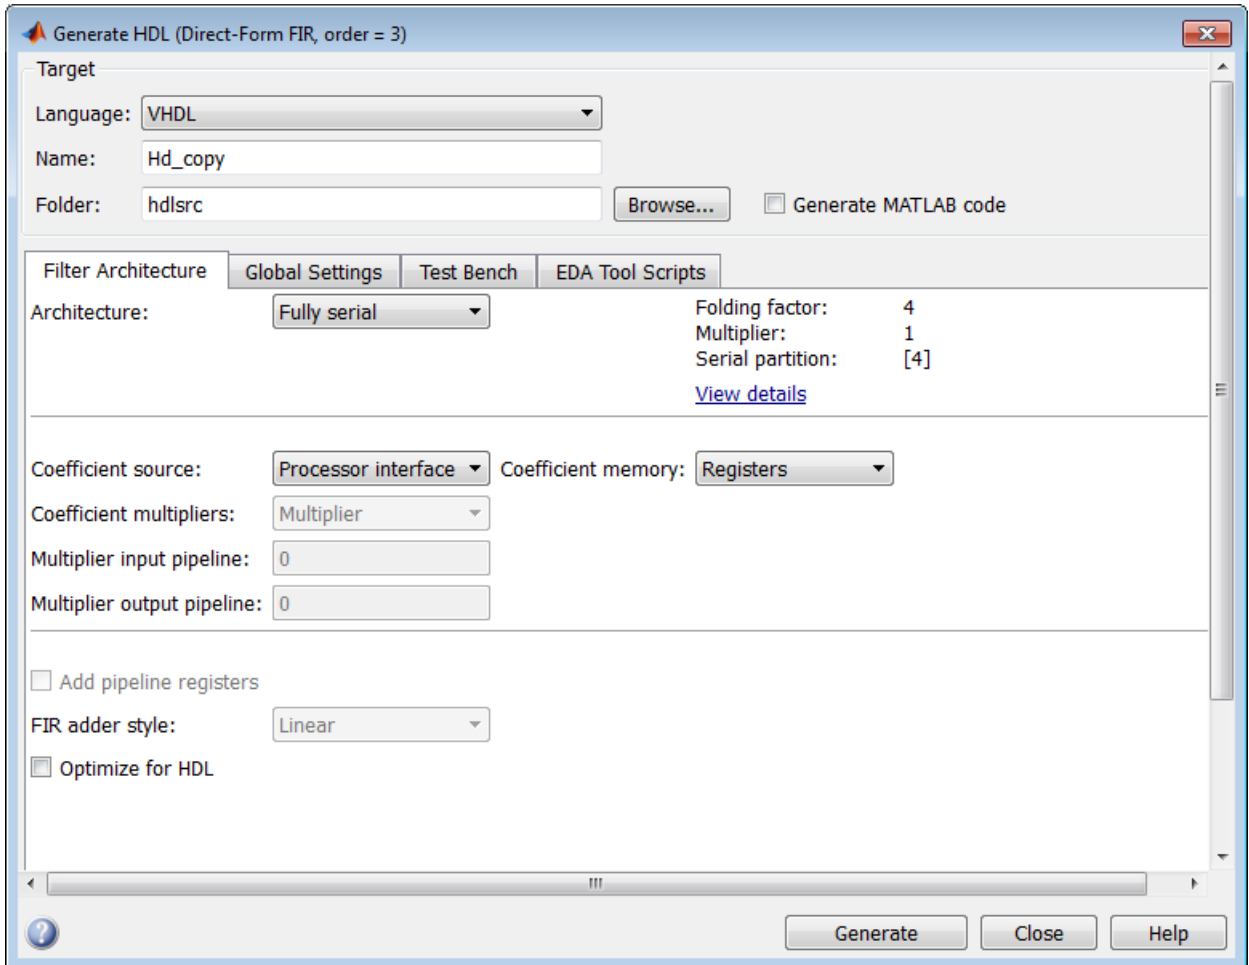 Generate HDL (Direct-Form FIR, order = 3)
Target
Language: VHDL
Name: Hd_copy
Folder: hdlsrc Browse... Generate MATLAB code
Filter Architecture Global Settings Test Bench EDA Tool Scripts
Architecture: Fully serial Folding factor: 4
Multiplier: 1
Serial partition: [4]
View details
Coefficient source: Processor interface Coefficient memory: Registers
Coefficient multipliers: Multiplier
Multiplier input pipeline: 0
Multiplier output pipeline: 0
Add pipeline registers
FIR adder style: Linear
Optimize for HDL
? Generate Close Help